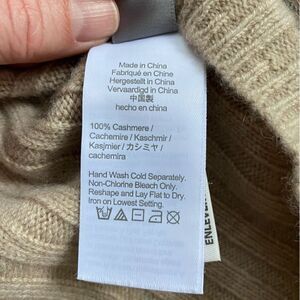 Made in China
Fabriqué en Chine
Hergestellt in China
Vervaardigd in China
中国製
hecho en china
100% Cashmere /
Cachemire / Kaschmir /
Kasjmier / カシミヤ /
cachemira
Hand Wash Cold Separately.
Non-Chlorine Bleach Only.
Reshape and Lay Flat to Dry.
Iron on Lowest Setting.
ENLEVER